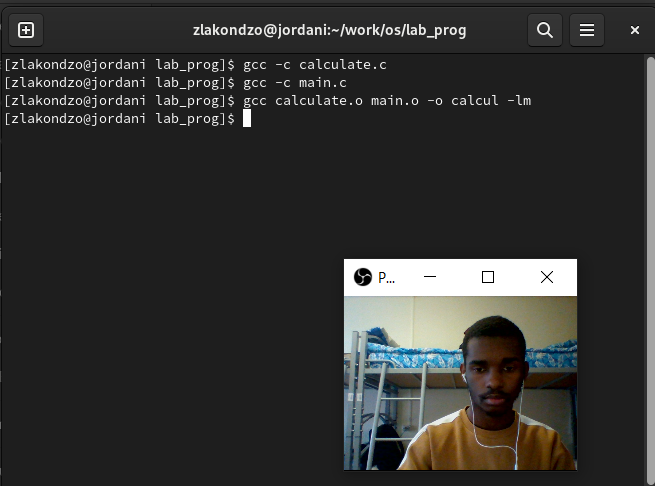 zlakondzo@jordani:~/work/os/lab_prog
[zlakondzo@jordani lab_prog]$ gcc -c calculate.c
[zlakondzo@jordani lab_prog]$ gcc -c main.c
[zlakondzo@jordani lab_prog]$ gcc calculate.o main.o -o calcul -lm
[zlakondzo@jordani lab_prog]$
P...